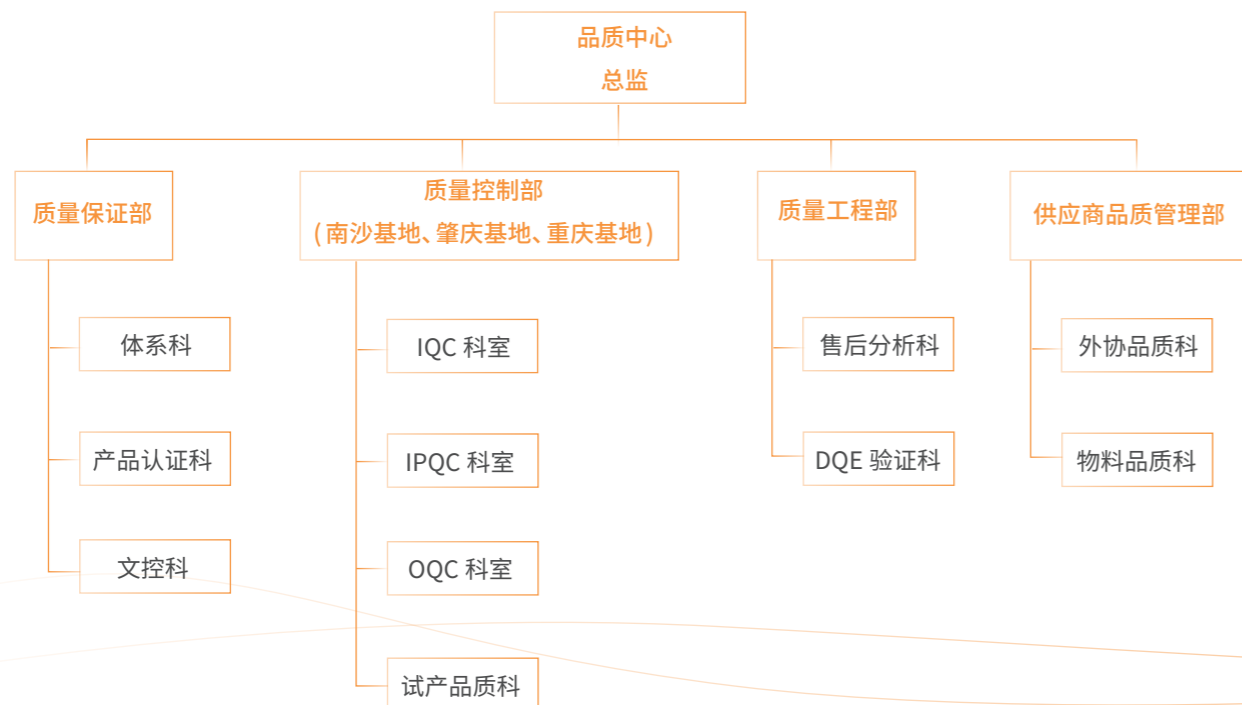 品质中心
总监
质量保证部
质量控制部
(南沙基地、肇庆基地、重庆基地)
质量工程部
供应商品质管理部
体系科
产品认证科
文控科
IQC 科室
IPQC 科室
OQC 科室
试产品质科
售后分析科
DQE 验证科
外协品质科
物料品质科